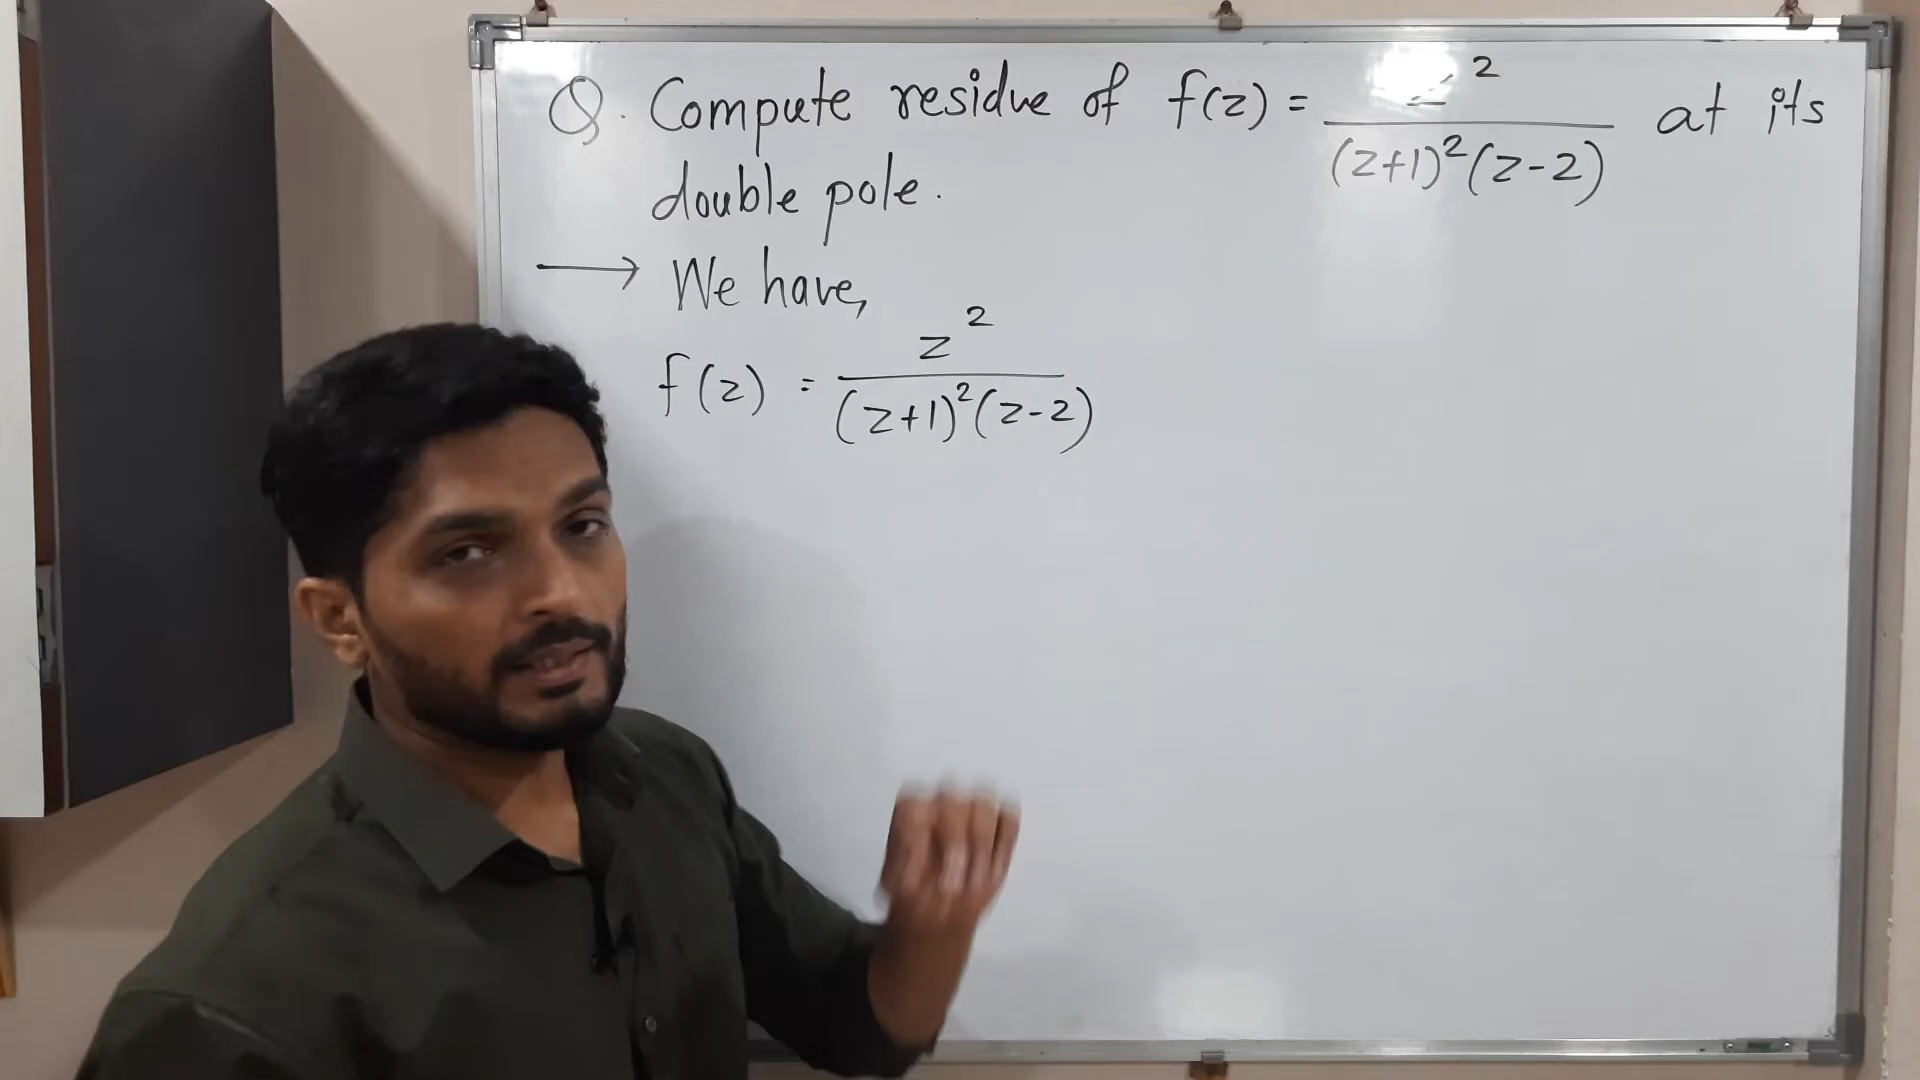 Q. Compute residue of f(z) = z² / (z+1)²(z-2) at its
double pole.
→ We have,
f(z) = z² / (z+1)²(z-2)